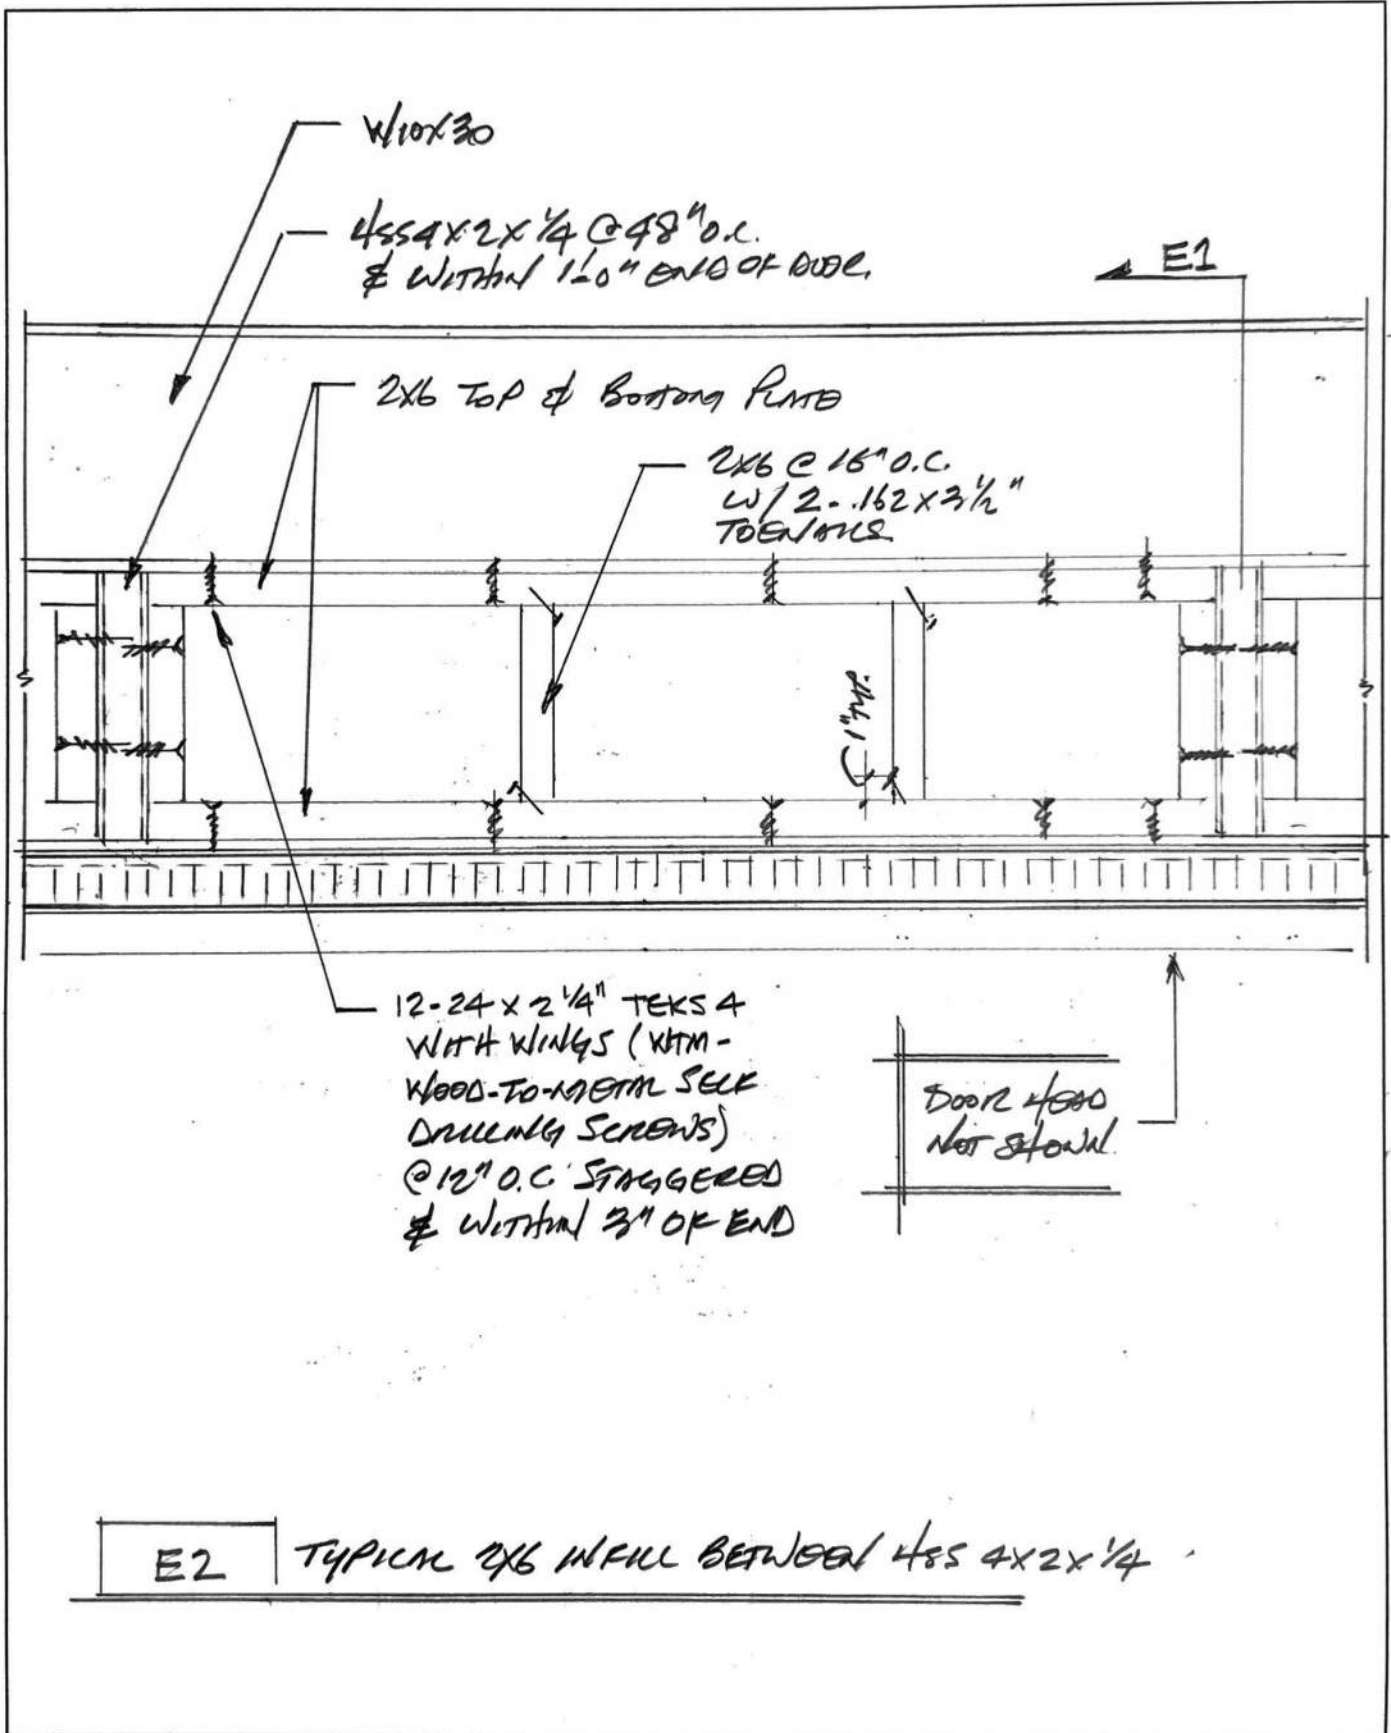 W10X30
HSS4X2X1/4 @ 48" O.C.
& WITHIN 1'-0" END OF DOOR.
E1
2X6 TOP & BOTTOM PLATE
2X6 @ 16" O.C.
W/ 2-.162X3 1/2"
TOENAILS
1" TYP.
12-24 X 2 1/4" TEKS 4
WITH WINGS (WTM-
WOOD-TO-METAL SELF
DRILLING SCREWS)
@ 12" O.C. STAGGERED
& WITHIN 3" OF END
DOOR HEAD
NOT SHOWN.
E2
TYPICAL 2X6 INFILL BETWEEN HSS 4X2X1/4